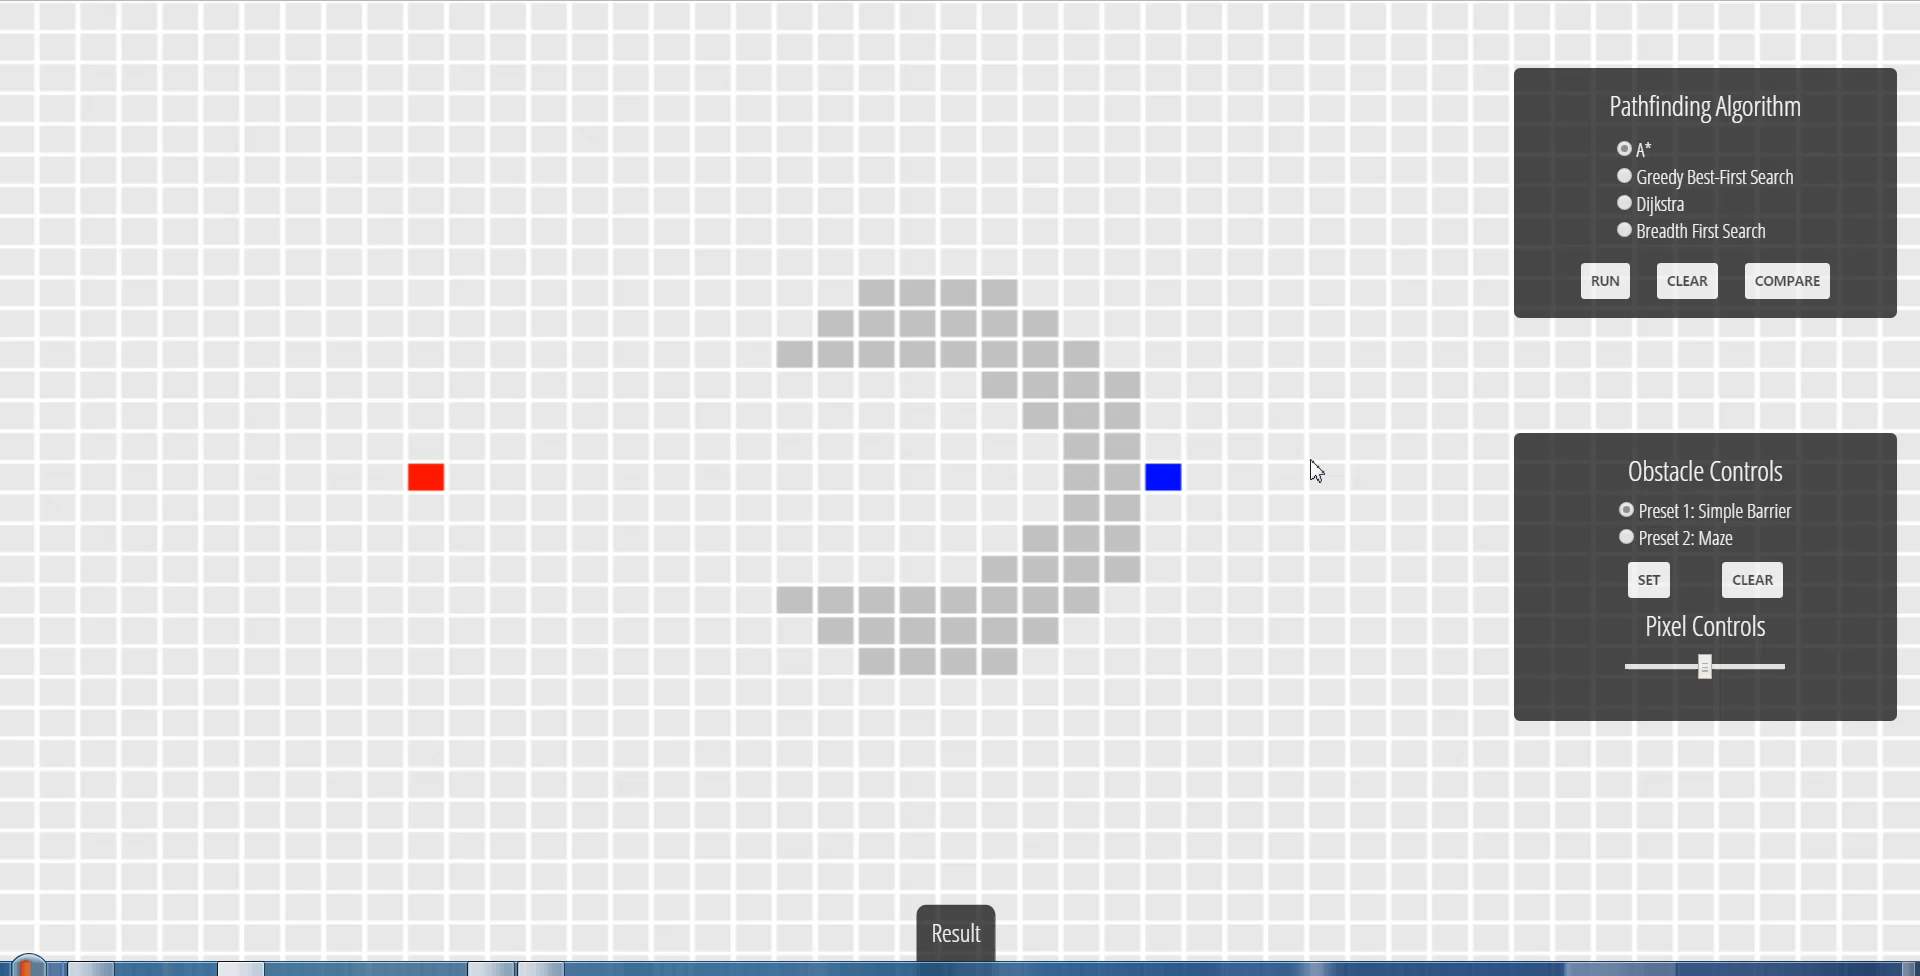 Pathfinding Algorithm
A*
Greedy Best-First Search
Dijkstra
Breadth First Search
RUN CLEAR COMPARE
Obstacle Controls
Preset 1: Simple Barrier
Preset 2: Maze
SET CLEAR
Pixel Controls
Result